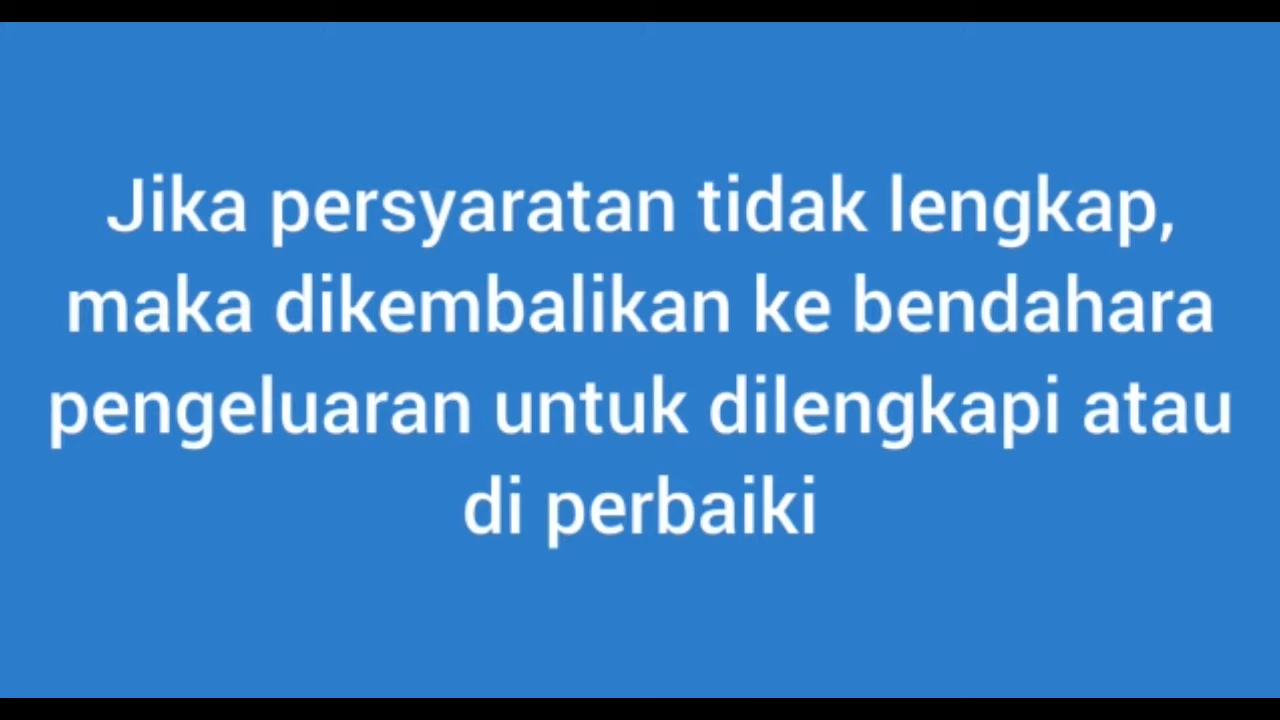 Jika persyaratan tidak lengkap,
maka dikembalikan ke bendahara
pengeluaran untuk dilengkapi atau
di perbaiki